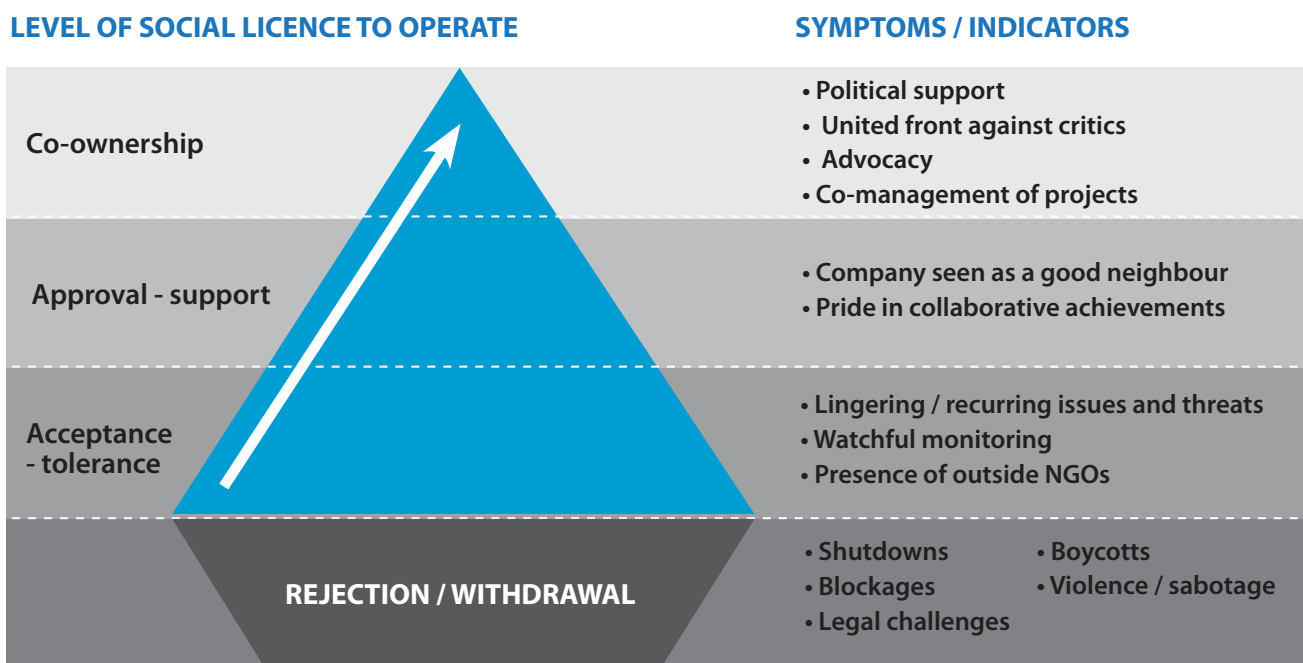 LEVEL OF SOCIAL LICENCE TO OPERATE
SYMPTOMS / INDICATORS
Co-ownership
• Political support
• United front against critics
• Advocacy
• Co-management of projects
Approval - support
• Company seen as a good neighbour
• Pride in collaborative achievements
Acceptance
- tolerance
• Lingering / recurring issues and threats
• Watchful monitoring
• Presence of outside NGOs
REJECTION / WITHDRAWAL
• Shutdowns
• Blockages
• Legal challenges
• Boycotts
• Violence / sabotage